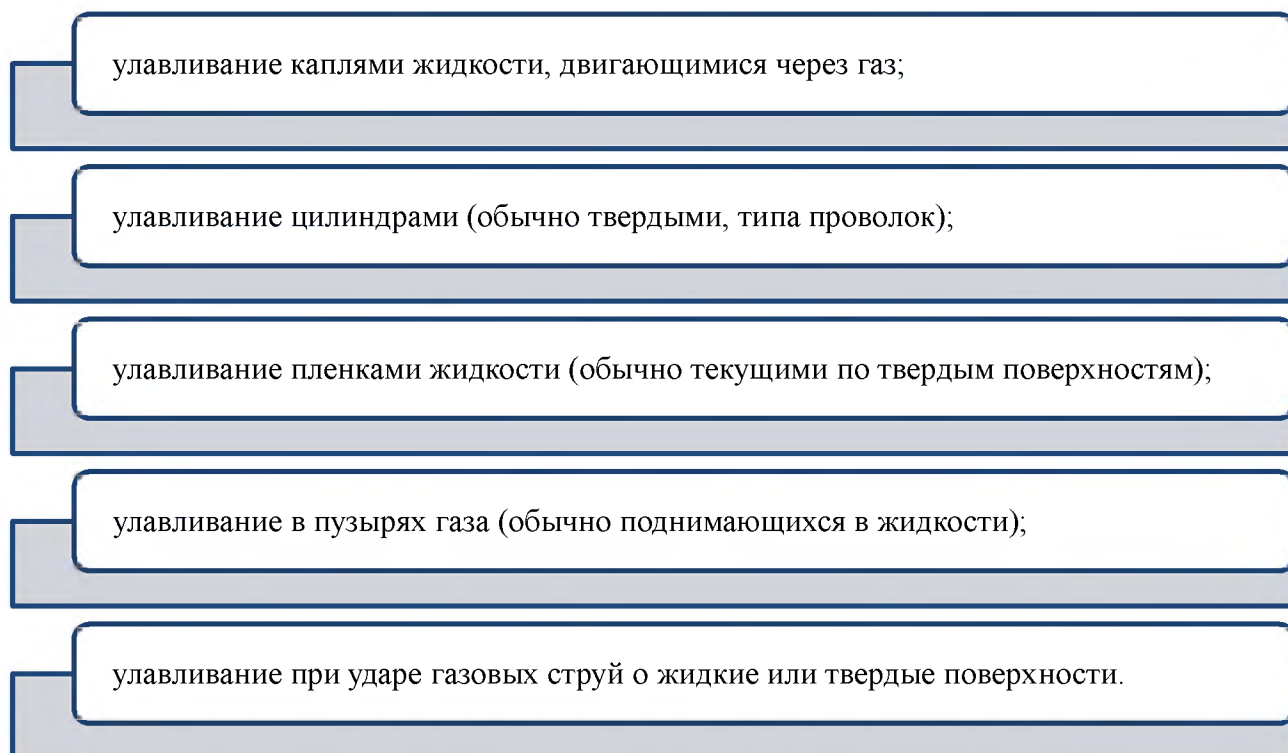 улавливание каплями жидкости, двигающимися через газ;
улавливание цилиндрами (обычно твердыми, типа проволок);
улавливание пленками жидкости (обычно текущими по твердым поверхностям);
улавливание в пузырях газа (обычно поднимающихся в жидкости);
улавливание при ударе газовых струй о жидкие или твердые поверхности.